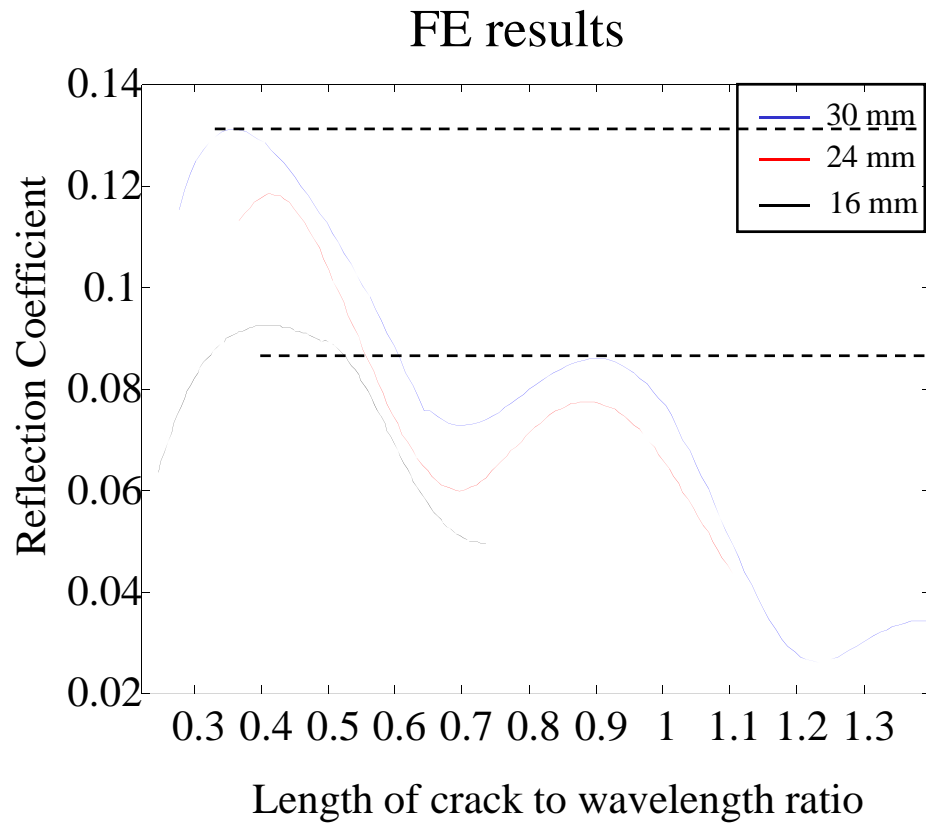 FE results
0.14
0.12
0.1
0.08
0.06
0.04
0.02
Reflection Coefficient
30 mm
24 mm
16 mm
0.3 0.4 0.5 0.6 0.7 0.8 0.9 1 1.1 1.2 1.3
Length of crack to wavelength ratio